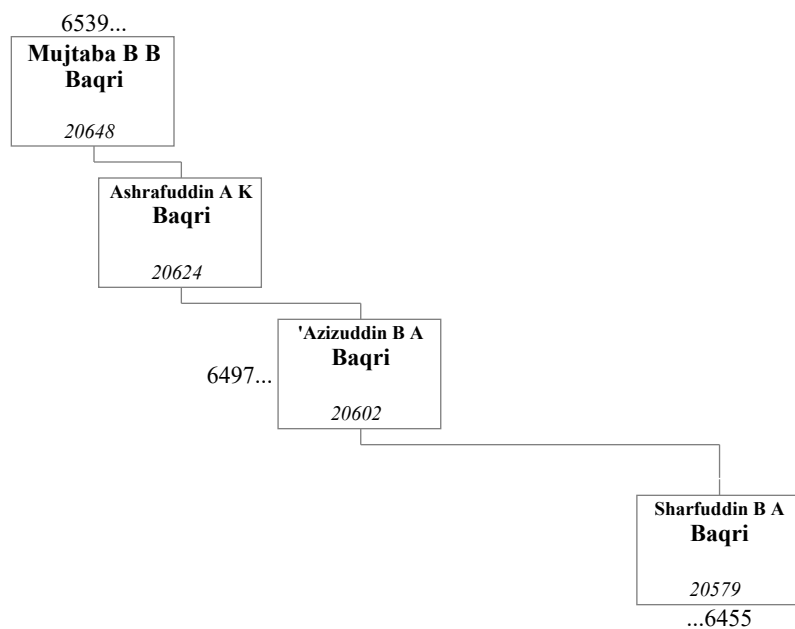 6539...
Mujtaba B B
Baqri
20648
Ashrafuddin A K
Baqri
20624
'Azizuddin B A
Baqri
6497...
20602
Sharfuddin B A
Baqri
20579
...6455